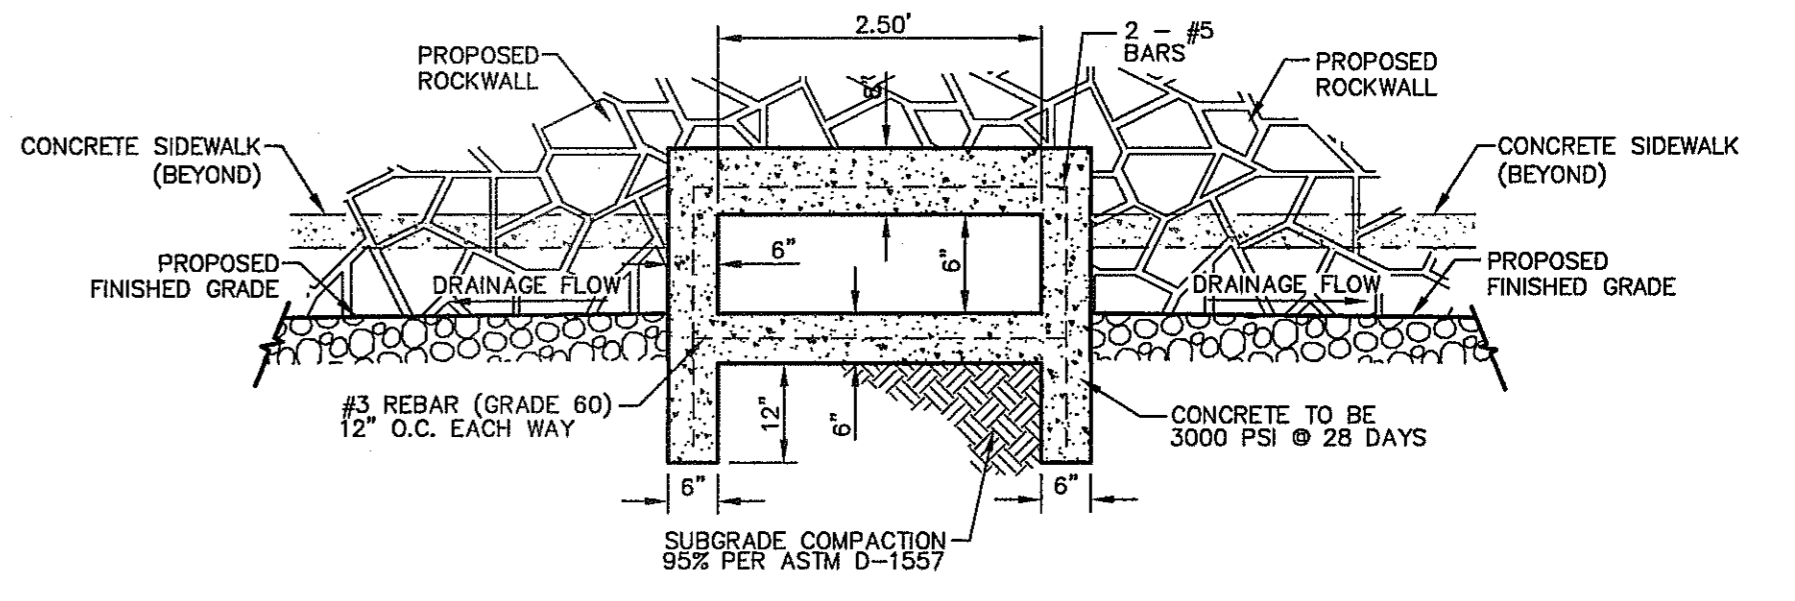 2.50'
2 - #5
BARS
PROPOSED
ROCKWALL
PROPOSED
ROCKWALL
CONCRETE SIDEWALK
(BEYOND)
CONCRETE SIDEWALK
(BEYOND)
6"
6"
PROPOSED
FINISHED GRADE
DRAINAGE FLOW
DRAINAGE FLOW
PROPOSED
FINISHED GRADE
#3 REBAR (GRADE 60)
12" O.C. EACH WAY
12"
6"
CONCRETE TO BE
3000 PSI @ 28 DAYS
6"
6"
SUBGRADE COMPACTION
95% PER ASTM D-1557